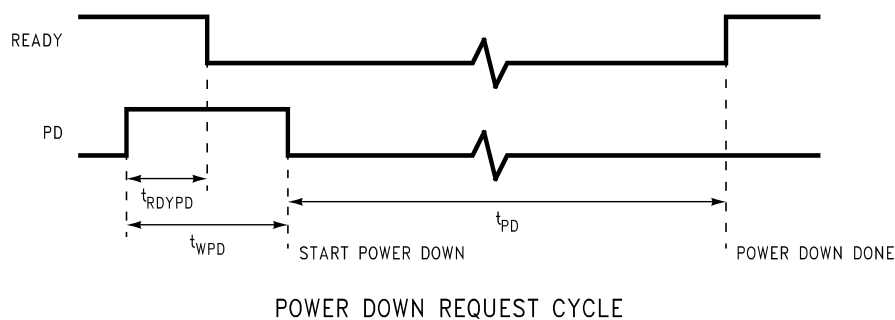 READY
PD
tRDYPD
tWPD
tPD
START POWER DOWN
POWER DOWN DONE
POWER DOWN REQUEST CYCLE